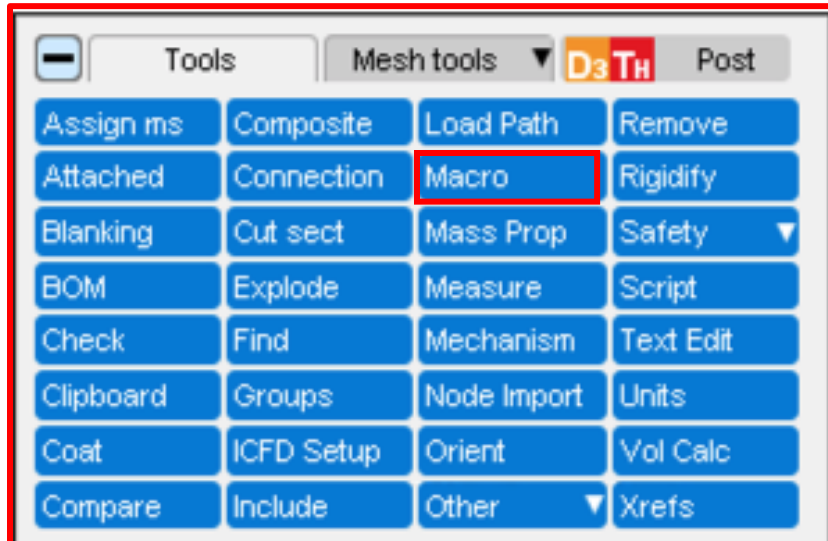 Tools Mesh tools D3 TH Post
Assign ms Composite Load Path Remove
Attached Connection Macro Rigidify
Blanking Cut sect Mass Prop Safety
BOM Explode Measure Script
Check Find Mechanism Text Edit
Clipboard Groups Node Import Units
Coat ICFD Setup Orient Vol Calc
Compare Include Other Xrefs